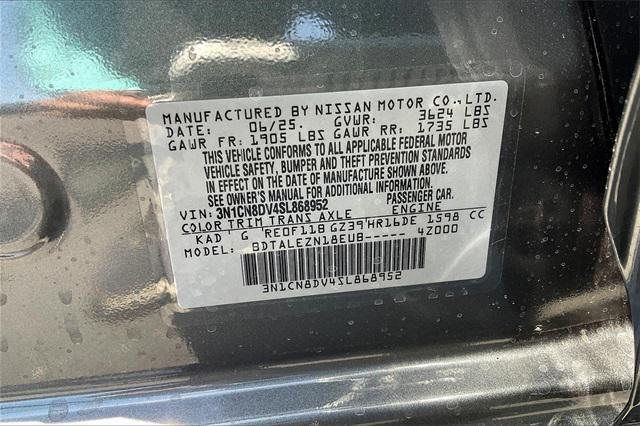 MANUFACTURED BY NISSAN MOTOR CO., LTD.
DATE: 06/25. GVWR: 3624 LBS
GAWR FR: 1905 LBS GAWR RR: 1735 LBS
THIS VEHICLE CONFORMS TO ALL APPLICABLE FEDERAL MOTOR
VEHICLE SAFETY, BUMPER AND THEFT PREVENTION STANDARDS
IN EFFECT ON THE DATE OF MANUFACTURE SHOWN ABOVE.
SEE OWNER'S MANUAL FOR ADDITIONAL INFORMATION.
VIN: 3N1CN8DV4SL868952 PASSENGER CAR.
COLOR TRIM TRANS AXLE ENGINE
KAD G RE0F11B GZ39 HR16DE 1598 CC
MODEL: BDTALEZN18EUB----- 4Z000
3N1CN8DV4SL868952